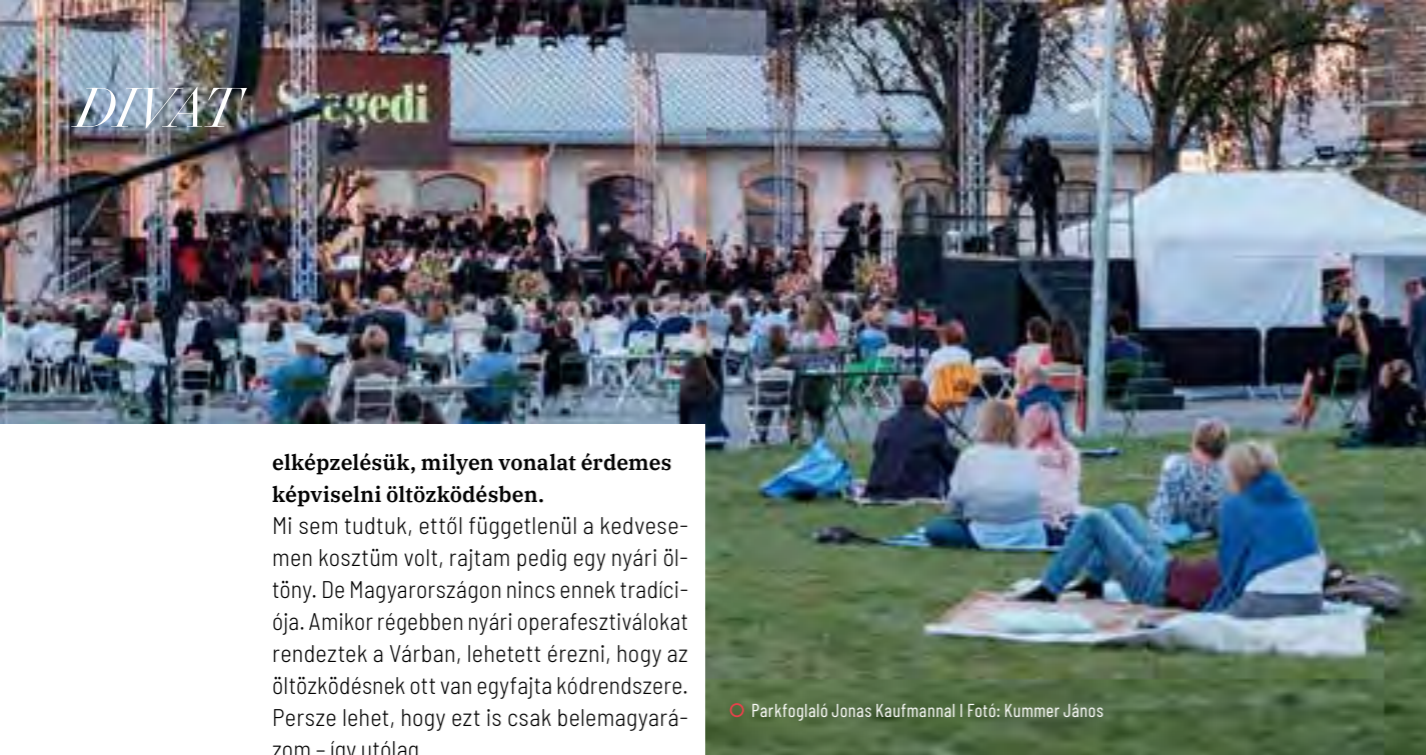 DIVAT
Szegedi
elképzelésük, milyen vonalat érdemes
képviselni öltözködésben.
Mi sem tudtuk, ettől függetlenül a kedvese-
men kosztüm volt, rajtam pedig egy nyári öl-
töny. De Magyarországon nincs ennek tradíci-
ója. Amikor régebben nyári operafesztiválokat
rendeztek a Várban, lehetett érezni, hogy az
öltözködésnek ott van egyfajta kódrendszere.
Persze lehet, hogy ezt is csak belemagyará-
zom – így utólag
Parkfoglaló Jonas Kaufmannal I Fotó: Kummer János